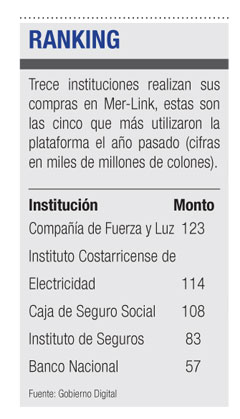 RANKING
Trece instituciones realizan sus
compras en Mer-Link, estas son
las cinco que más utilizaron la
plataforma el año pasado (cifras
en miles de millones de colones).
Institución Monto
Compañía de Fuerza y Luz 123
Instituto Costarricense de
Electricidad 114
Caja de Seguro Social 108
Instituto de Seguros 83
Banco Nacional 57
Fuente: Gobierno Digital